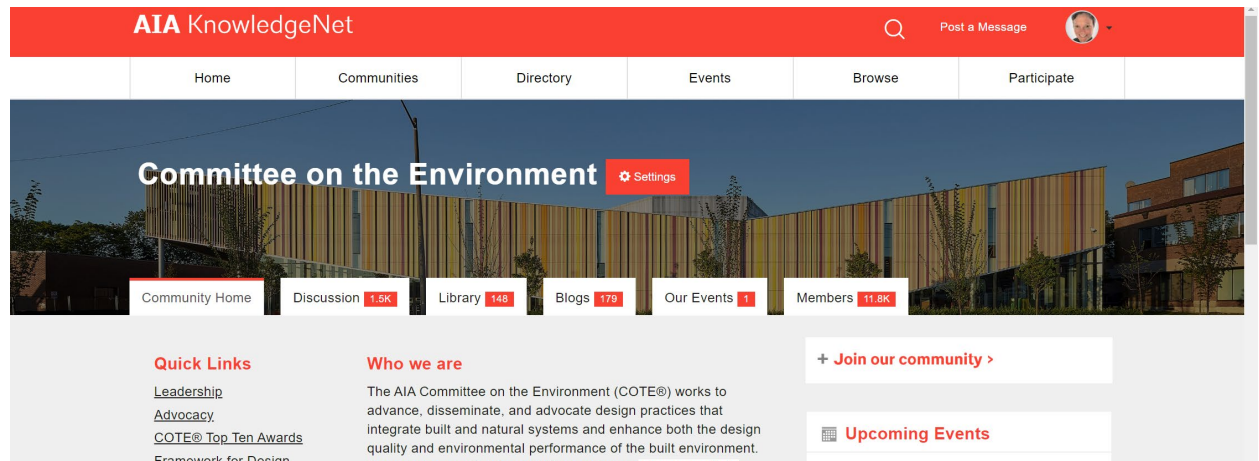 AIA KnowledgeNet
Post a Message
Home Communities Directory Events Browse Participate
Committee on the Environment Settings
Community Home Discussion 1.5K Library 148 Blogs 179 Our Events 1 Members 11.8K
Quick Links
Leadership
Advocacy
COTE® Top Ten Awards
Framework for Design
Who we are
The AIA Committee on the Environment (COTE®) works to
advance, disseminate, and advocate design practices that
integrate built and natural systems and enhance both the design
quality and environmental performance of the built environment.
+ Join our community >
Upcoming Events